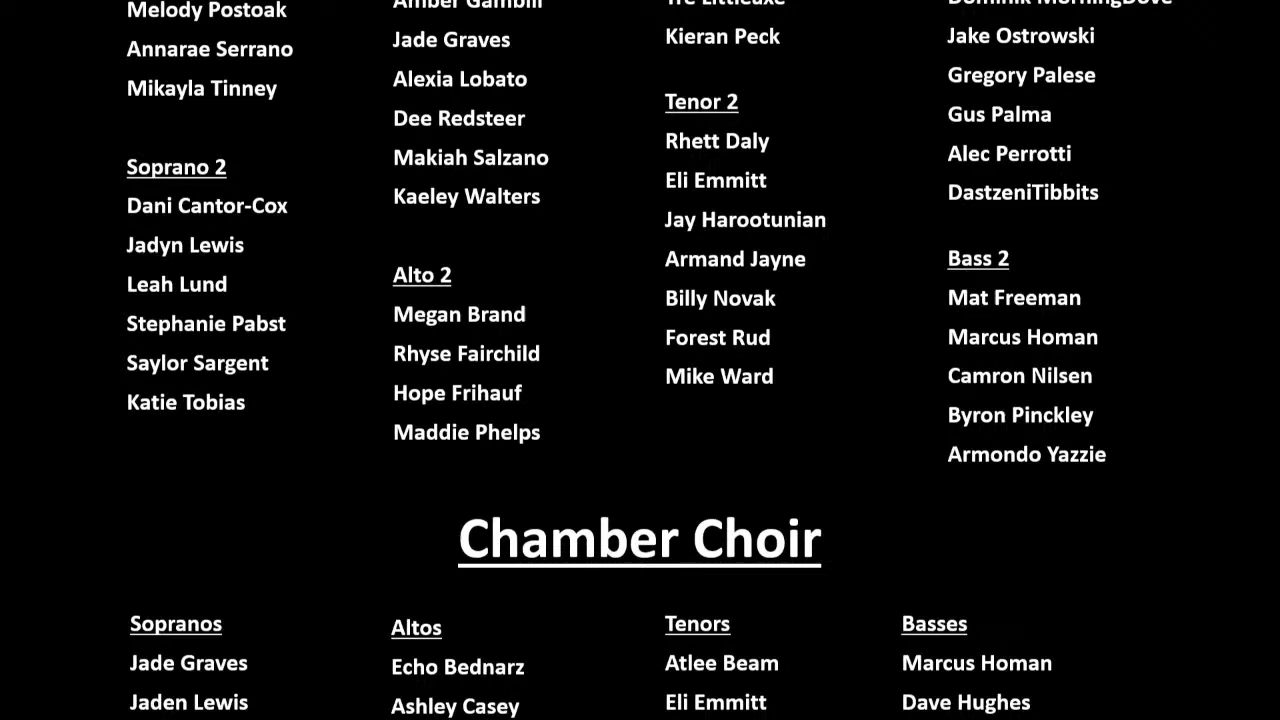 Melody Postoak
Annarae Serrano
Mikayla Tinney
Soprano 2
Dani Cantor-Cox
Jadyn Lewis
Leah Lund
Stephanie Pabst
Saylor Sargent
Katie Tobias
Amber Gambill
Jade Graves
Alexia Lobato
Dee Redsteer
Makiah Salzano
Kaeley Walters
Alto 2
Megan Brand
Rhyse Fairchild
Hope Frihauf
Maddie Phelps
Kieran Peck
Tenor 2
Rhett Daly
Eli Emmitt
Jay Harootunian
Armand Jayne
Billy Novak
Forest Rud
Mike Ward
Dominik MorningDove
Jake Ostrowski
Gregory Palese
Gus Palma
Alec Perrotti
DastzeniTibbits
Bass 2
Mat Freeman
Marcus Homan
Camron Nilsen
Byron Pinckley
Armondo Yazzie
Chamber Choir
Sopranos
Jade Graves
Jaden Lewis
Altos
Echo Bednarz
Ashley Casey
Tenors
Atlee Beam
Eli Emmitt
Basses
Marcus Homan
Dave Hughes